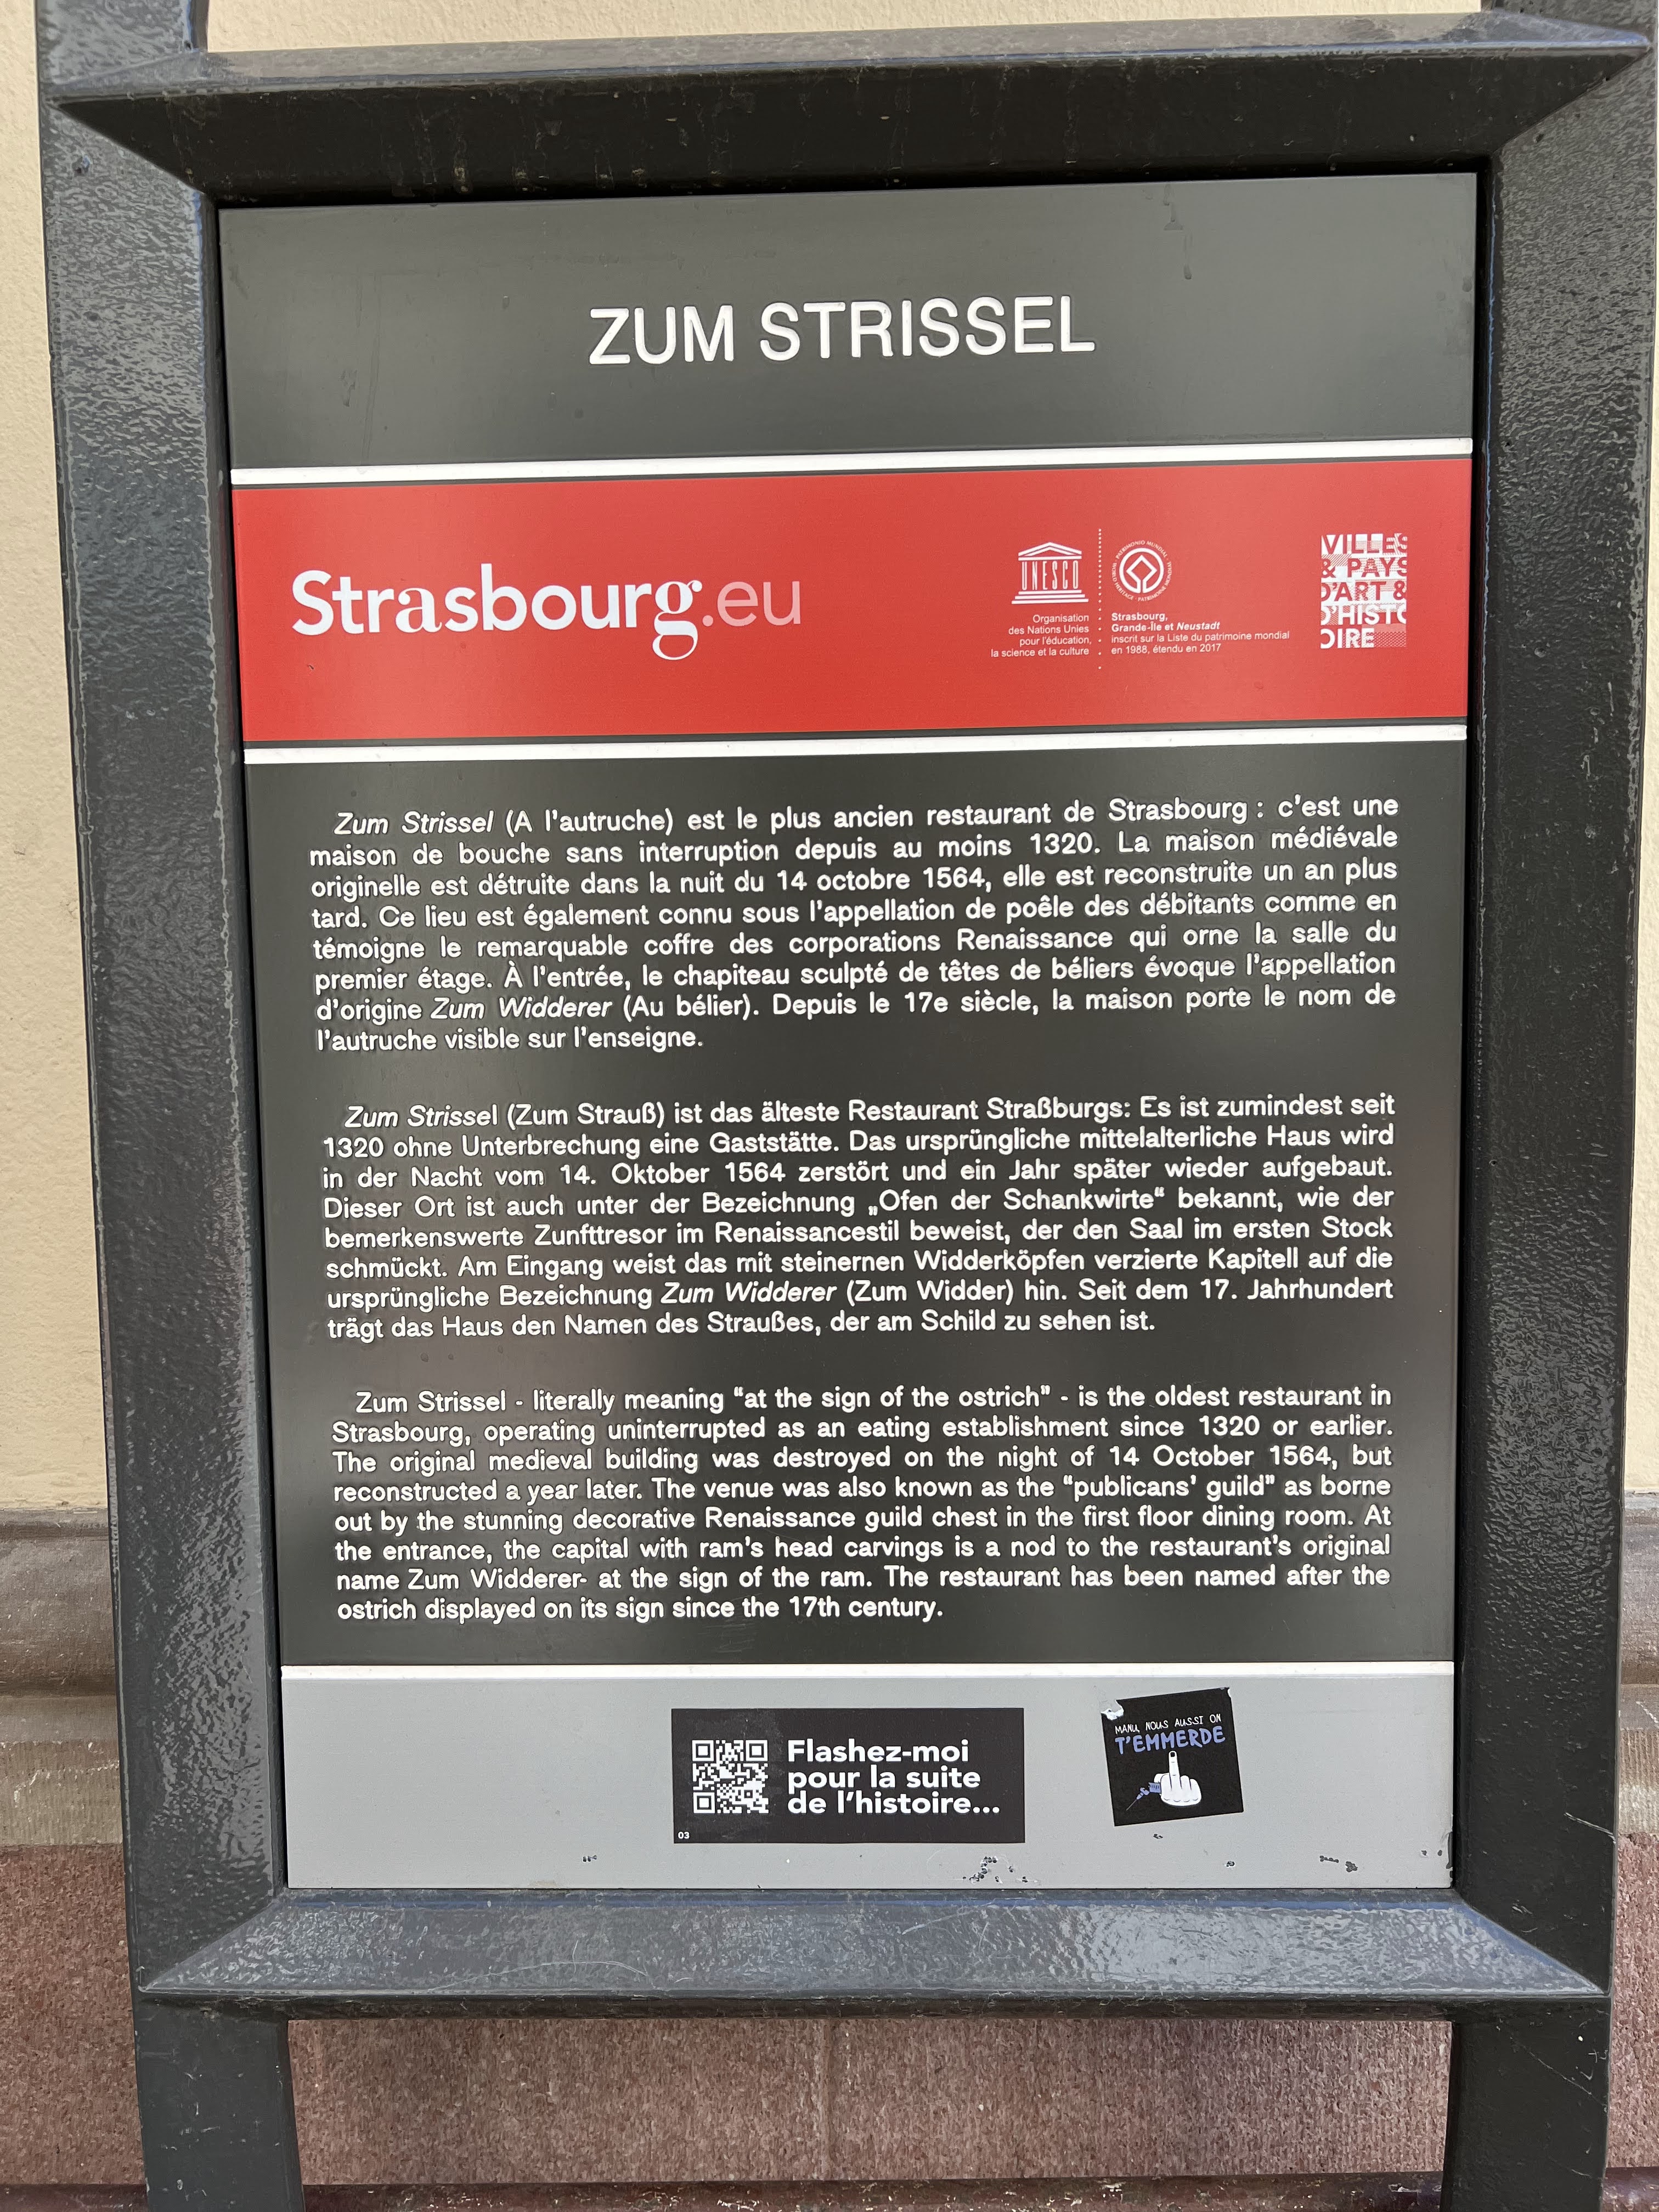 ZUM STRISSEL
Strasbourg.eu
UNESCO
Organisation
des Nations Unies
pour l'éducation,
la science et la culture
PATRIMONIO MUNDIAL
WORLD HERITAGE
PATRIMOINE MONDIAL
Strasbourg,
Grande-Île et Neustadt
inscrit sur la Liste du patrimoine mondial
en 1988, étendu en 2017
VILLES
& PAYS
D'ART &
D'HISTO
OIRE
Zum Strissel (A l'autruche) est le plus ancien restaurant de Strasbourg : c'est une
maison de bouche sans interruption depuis au moins 1320. La maison médiévale
originelle est détruite dans la nuit du 14 octobre 1564, elle est reconstruite un an plus
tard. Ce lieu est également connu sous l'appellation de poêle des débitants comme en
témoigne le remarquable coffre des corporations Renaissance qui orne la salle du
premier étage. À l'entrée, le chapiteau sculpté de têtes de béliers évoque l'appellation
d'origine Zum Widderer (Au bélier). Depuis le 17e siècle, la maison porte le nom de
l'autruche visible sur l'enseigne.
Zum Strissel (Zum Strauß) ist das älteste Restaurant Straßburgs: Es ist zumindest seit
1320 ohne Unterbrechung eine Gaststätte. Das ursprüngliche mittelalterliche Haus wird
in der Nacht vom 14. Oktober 1564 zerstört und ein Jahr später wieder aufgebaut.
Dieser Ort ist auch unter der Bezeichnung „Ofen der Schankwirte“ bekannt, wie der
bemerkenswerte Zunfttresor im Renaissancestil beweist, der den Saal im ersten Stock
schmückt. Am Eingang weist das mit steinernen Widderköpfen verzierte Kapitell auf die
ursprüngliche Bezeichnung Zum Widderer (Zum Widder) hin. Seit dem 17. Jahrhundert
trägt das Haus den Namen des Straußes, der am Schild zu sehen ist.
Zum Strissel - literally meaning “at the sign of the ostrich” - is the oldest restaurant in
Strasbourg, operating uninterrupted as an eating establishment since 1320 or earlier.
The original medieval building was destroyed on the night of 14 October 1564, but
reconstructed a year later. The venue was also known as the “publicans' guild” as borne
out by the stunning decorative Renaissance guild chest in the first floor dining room. At
the entrance, the capital with ram's head carvings is a nod to the restaurant's original
name Zum Widderer- at the sign of the ram. The restaurant has been named after the
ostrich displayed on its sign since the 17th century.
Flashez-moi
pour la suite
de l'histoire...
03
MANU, NOUS AUSSI ON
T'EMMERDE